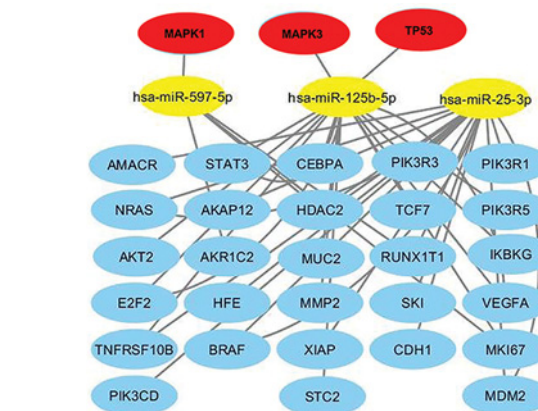 MAPK1 MAPK3 TP53
hsa-miR-597-5p hsa-miR-125b-5p hsa-miR-25-3p
AMACR STAT3 CEBPA PIK3R3 PIK3R1
NRAS AKAP12 HDAC2 TCF7 PIK3R5
AKT2 AKR1C2 MUC2 RUNX1T1 IKBKG
E2F2 HFE MMP2 SKI VEGFA
TNFRSF10B BRAF XIAP CDH1 MKI67
PIK3CD STC2 MDM2